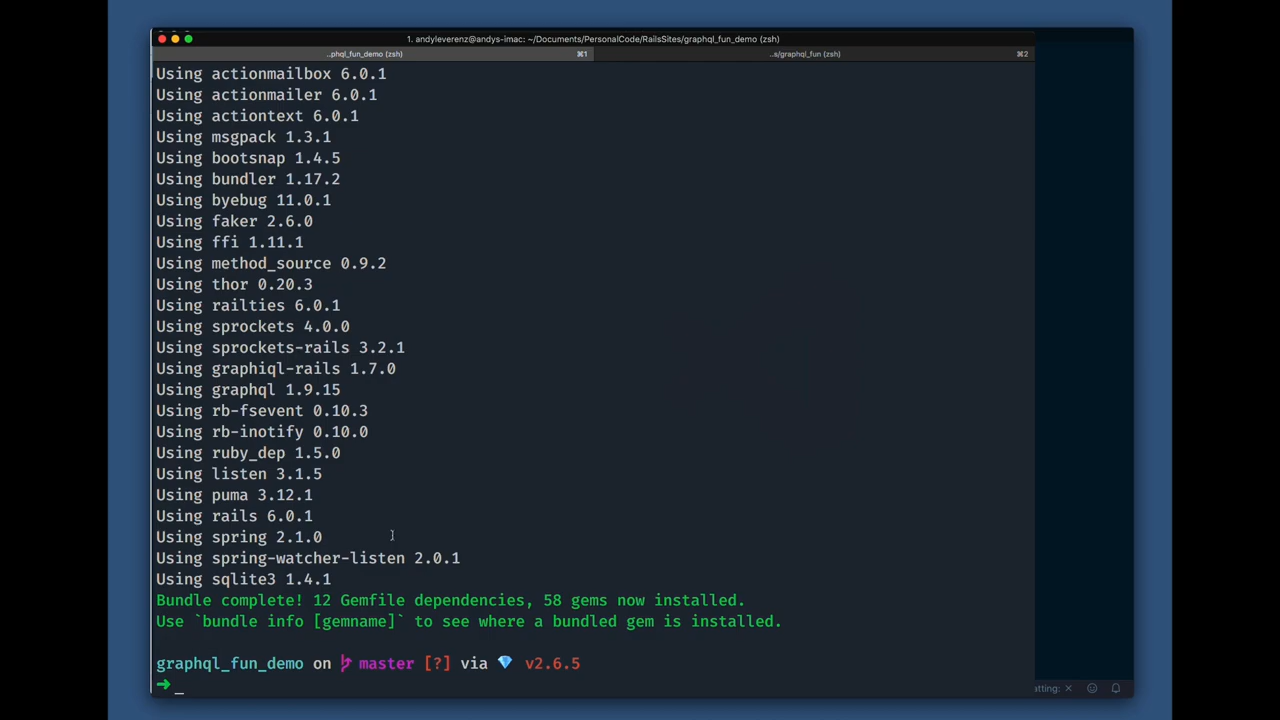 1. andyleverenz@andys-imac: ~/Documents/PersonalCode/RailsSites/graphql_fun_demo (zsh)
..phql_fun_demo (zsh) ⌘1 ..s/graphql_fun (zsh) ⌘2
Using actionmailbox 6.0.1
Using actionmailer 6.0.1
Using actiontext 6.0.1
Using msgpack 1.3.1
Using bootsnap 1.4.5
Using bundler 1.17.2
Using byebug 11.0.1
Using faker 2.6.0
Using ffi 1.11.1
Using method_source 0.9.2
Using thor 0.20.3
Using railties 6.0.1
Using sprockets 4.0.0
Using sprockets-rails 3.2.1
Using graphiql-rails 1.7.0
Using graphql 1.9.15
Using rb-fsevent 0.10.3
Using rb-inotify 0.10.0
Using ruby_dep 1.5.0
Using listen 3.1.5
Using puma 3.12.1
Using rails 6.0.1
Using spring 2.1.0
Using spring-watcher-listen 2.0.1
Using sqlite3 1.4.1
Bundle complete! 12 Gemfile dependencies, 58 gems now installed.
Use `bundle info [gemname]` to see where a bundled gem is installed.
graphql_fun_demo on master [?] via 💎 v2.6.5
➜ _
atting: ×